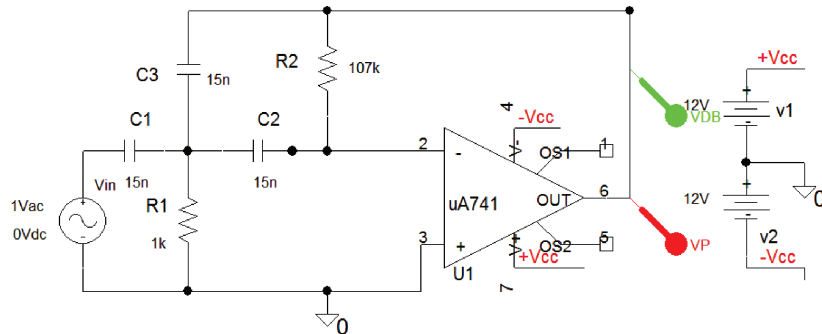 C3
15n
R2
107k
C1
15n
C2
15n
Vin
1Vac
0Vdc
R1
1k
0
2
-
3
+
uA741
U1
4
-Vcc
V-
OS1
1
OUT
6
OS2
5
V+
+Vcc
7
VDB
VP
+Vcc
12V
+
-
v1
0
12V
+
-
v2
-Vcc